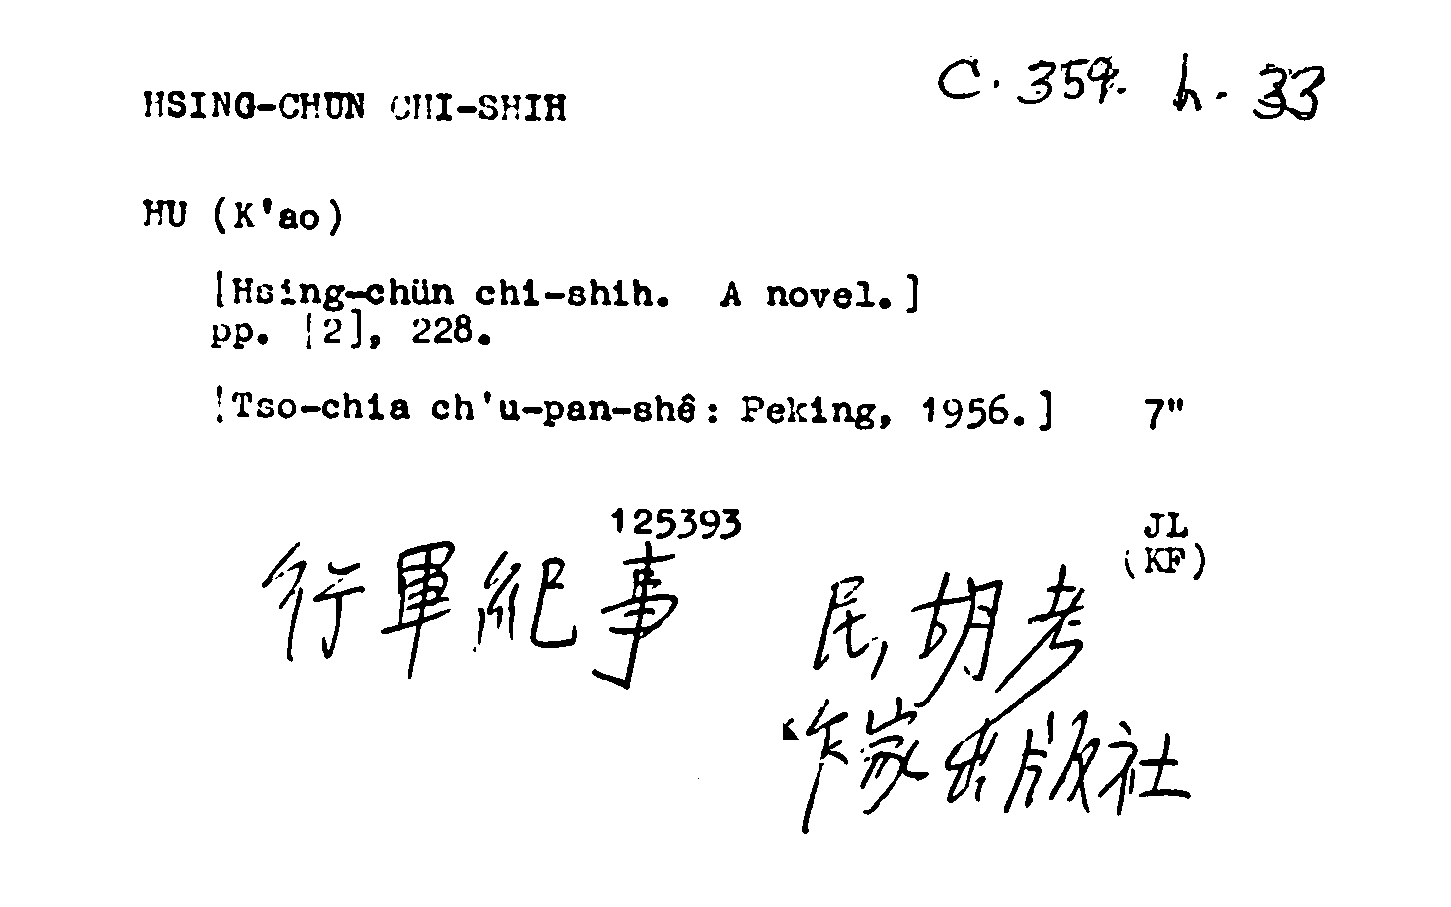 C. 359. h. 33
HSING-CHUN CHI-SHIH
HU (K'ao)
[Hsing-chün chi-shih. A novel.]
pp. [2], 228.
[Tso-chia ch'u-pan-shê: Peking, 1956.] 7"
125393 JL
(KF)
行軍紀事 民,胡考
作家出版社